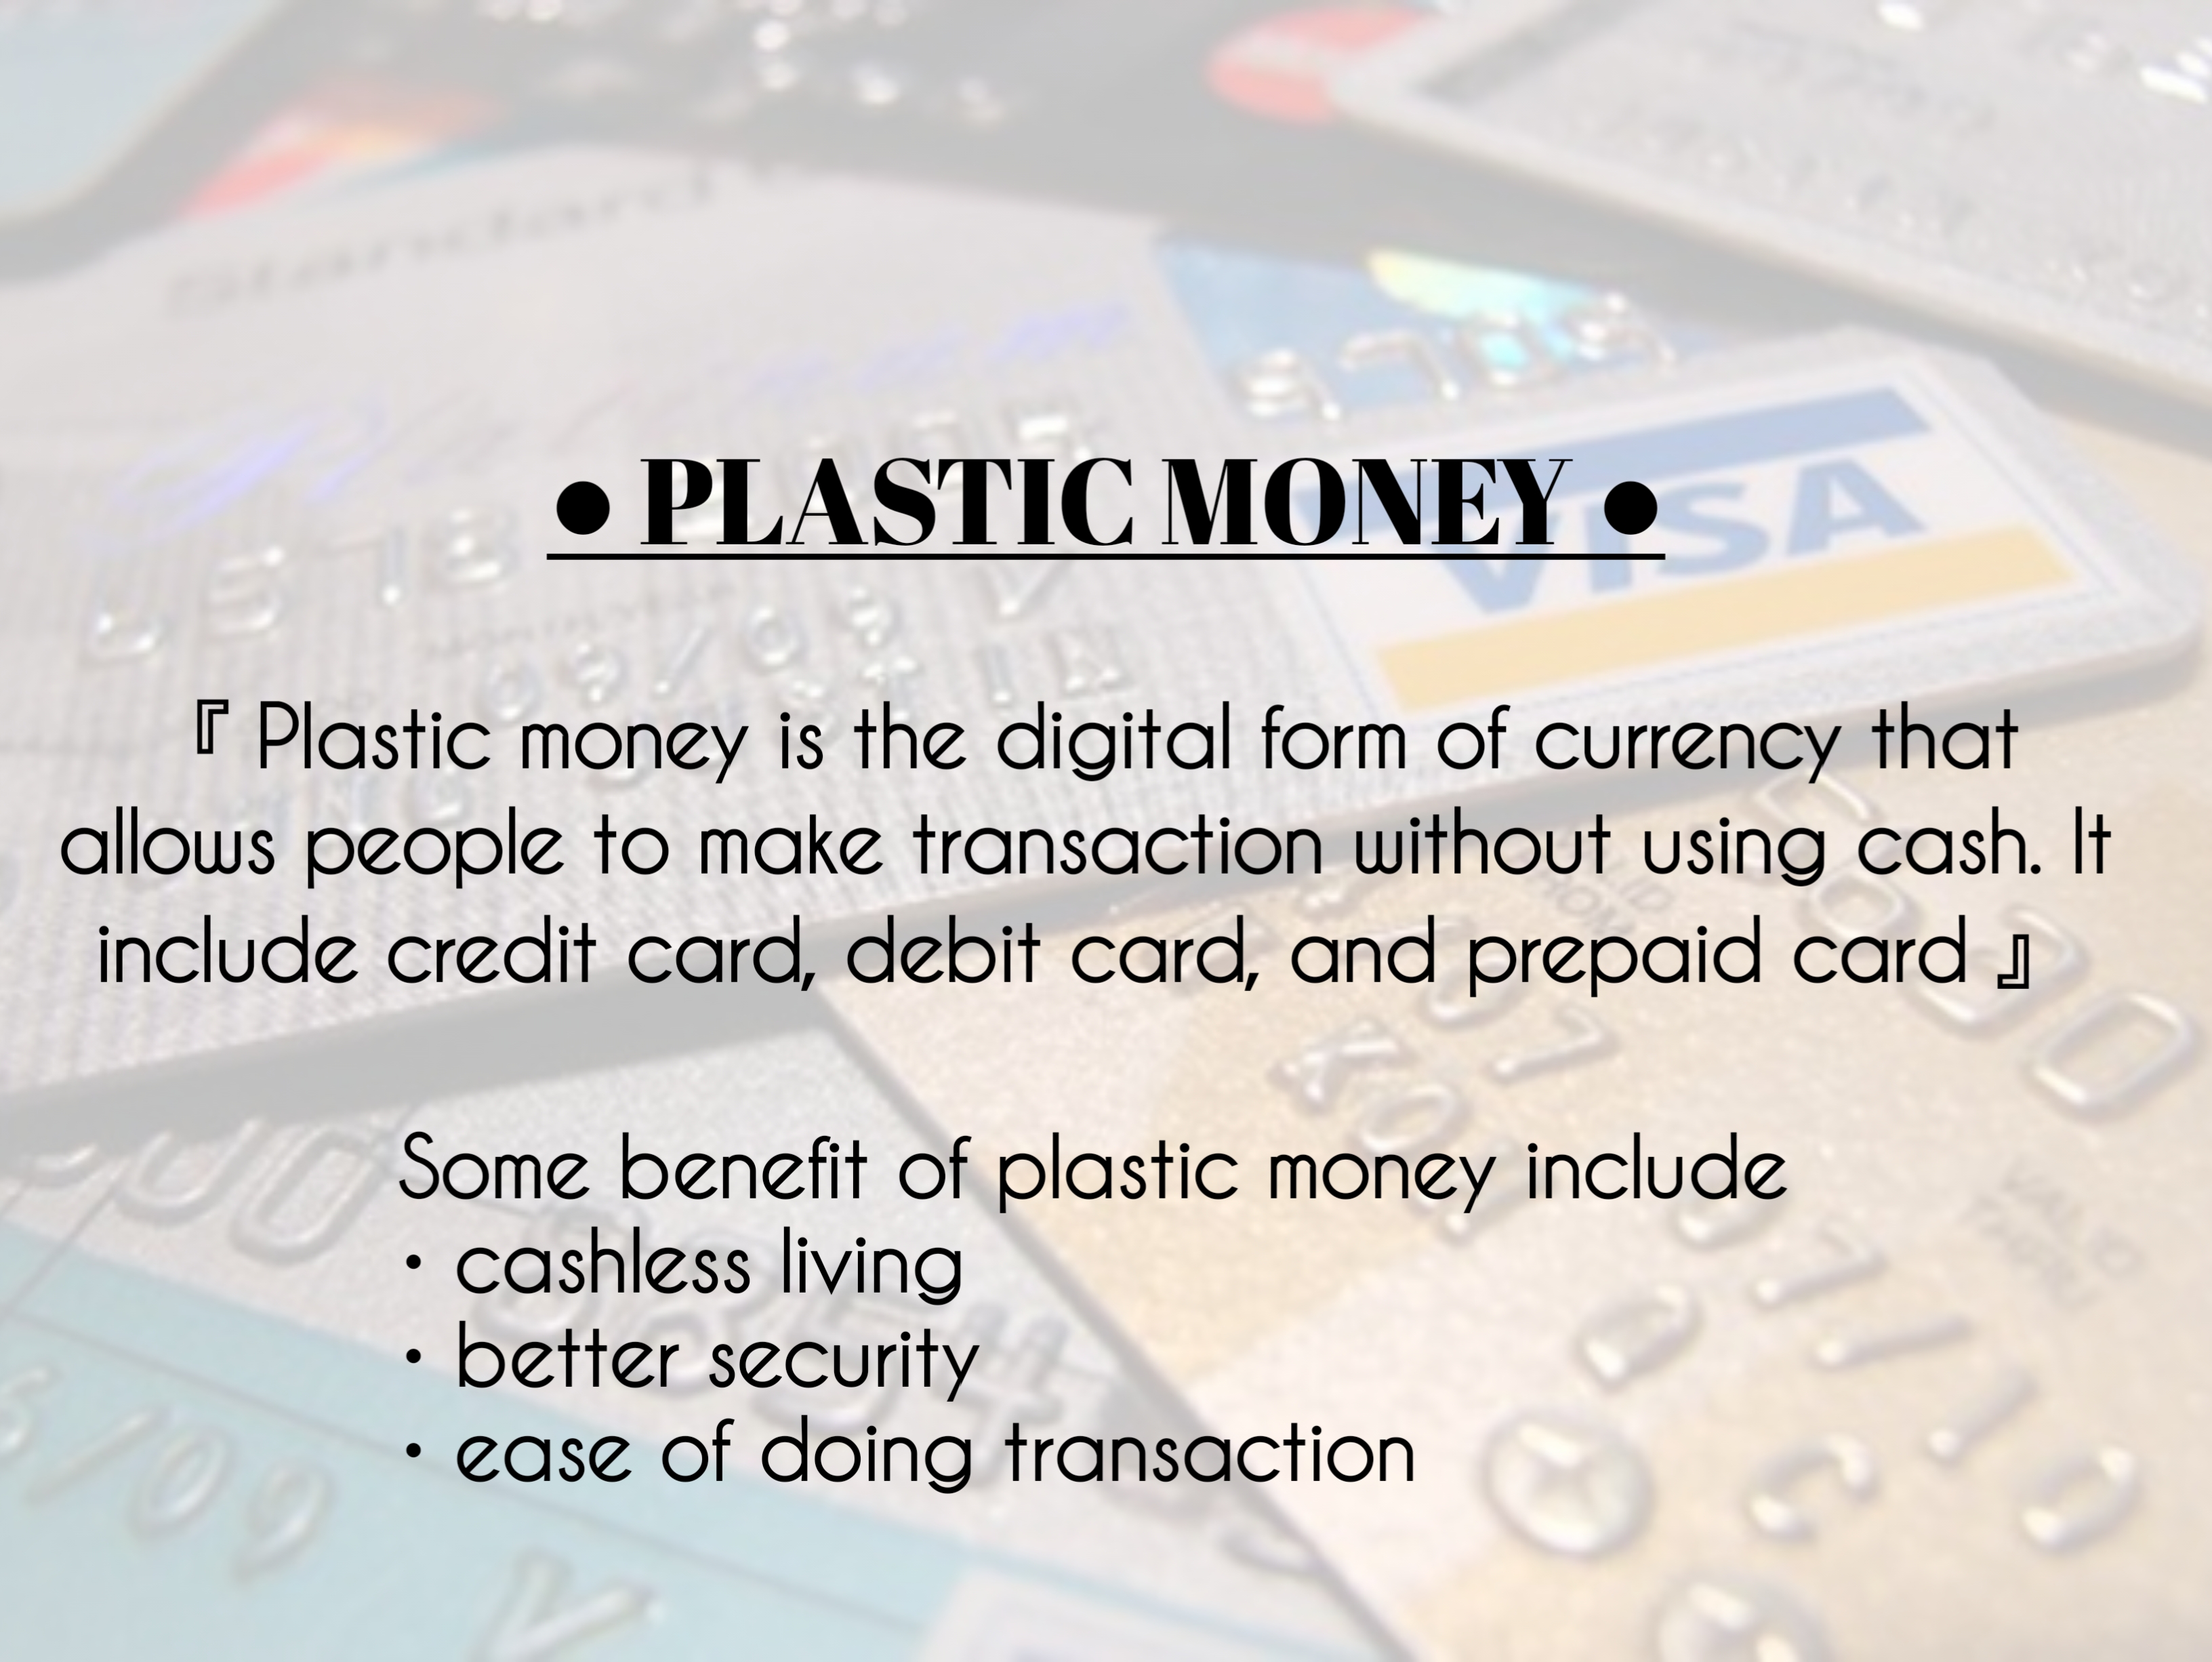 Standard
• PLASTIC MONEY •
VISA
『 Plastic money is the digital form of currency that
allows people to make transaction without using cash. It
include credit card, debit card, and prepaid card 』
Some benefit of plastic money include
• cashless living
• better security
• ease of doing transaction